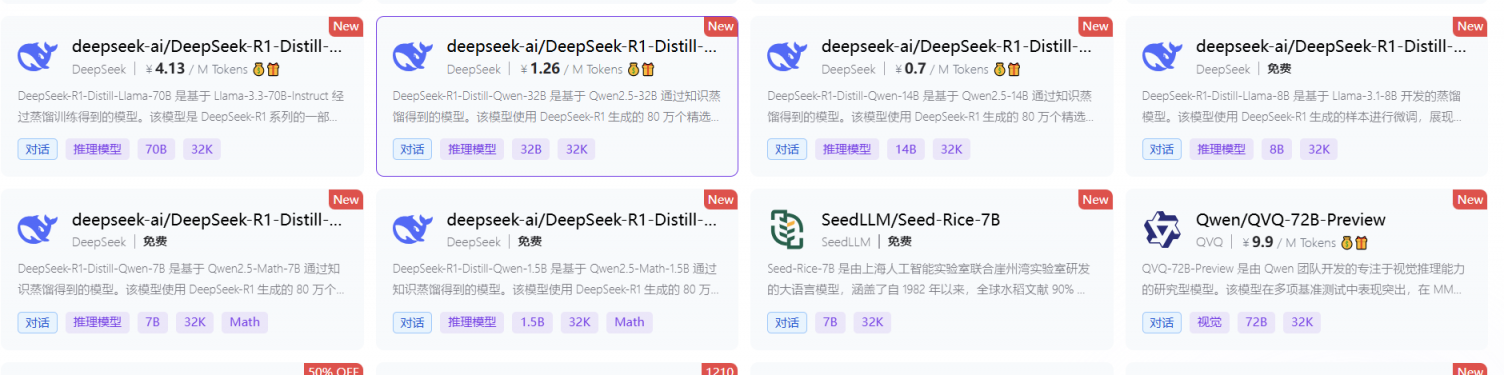 New
deepseek-ai/DeepSeek-R1-Distill-...
DeepSeek | ¥ 4.13 / M Tokens
DeepSeek-R1-Distill-Llama-70B 是基于 Llama-3.3-70B-Instruct 经
过蒸馏训练得到的模型。该模型是 DeepSeek-R1 系列的一部...
对话 推理模型 70B 32K
New
deepseek-ai/DeepSeek-R1-Distill-...
DeepSeek | ¥ 1.26 / M Tokens
DeepSeek-R1-Distill-Qwen-32B 是基于 Qwen2.5-32B 通过知识蒸
馏得到的模型。该模型使用 DeepSeek-R1 生成的 80 万个精选...
对话 推理模型 32B 32K
New
deepseek-ai/DeepSeek-R1-Distill-...
DeepSeek | ¥ 0.7 / M Tokens
DeepSeek-R1-Distill-Qwen-14B 是基于 Qwen2.5-14B 通过知识蒸
馏得到的模型。该模型使用 DeepSeek-R1 生成的 80 万个精选...
对话 推理模型 14B 32K
New
deepseek-ai/DeepSeek-R1-Distill-...
DeepSeek | 免费
DeepSeek-R1-Distill-Llama-8B 是基于 Llama-3.1-8B 开发的蒸馏
模型。该模型使用 DeepSeek-R1 生成的样本进行微调，展现...
对话 推理模型 8B 32K
New
deepseek-ai/DeepSeek-R1-Distill-...
DeepSeek | 免费
DeepSeek-R1-Distill-Qwen-7B 是基于 Qwen2.5-Math-7B 通过知
识蒸馏得到的模型。该模型使用 DeepSeek-R1 生成的 80 万个...
对话 推理模型 7B 32K Math
New
deepseek-ai/DeepSeek-R1-Distill-...
DeepSeek | 免费
DeepSeek-R1-Distill-Qwen-1.5B 是基于 Qwen2.5-Math-1.5B 通过
知识蒸馏得到的模型。该模型使用 DeepSeek-R1 生成的 80 万...
对话 推理模型 1.5B 32K Math
New
SeedLLM/Seed-Rice-7B
SeedLLM | 免费
Seed-Rice-7B 是由上海人工智能实验室联合崖州湾实验室研发
的大语言模型，涵盖了自 1982 年以来，全球水稻文献 90% ...
对话 7B 32K
New
Qwen/QVQ-72B-Preview
QVQ | ¥ 9.9 / M Tokens
QVQ-72B-Preview 是由 Qwen 团队开发的专注于视觉推理能力
的研究型模型。该模型在多项基准测试中表现突出，在 MM...
对话 视觉 72B 32K
50% OFF
1210
New